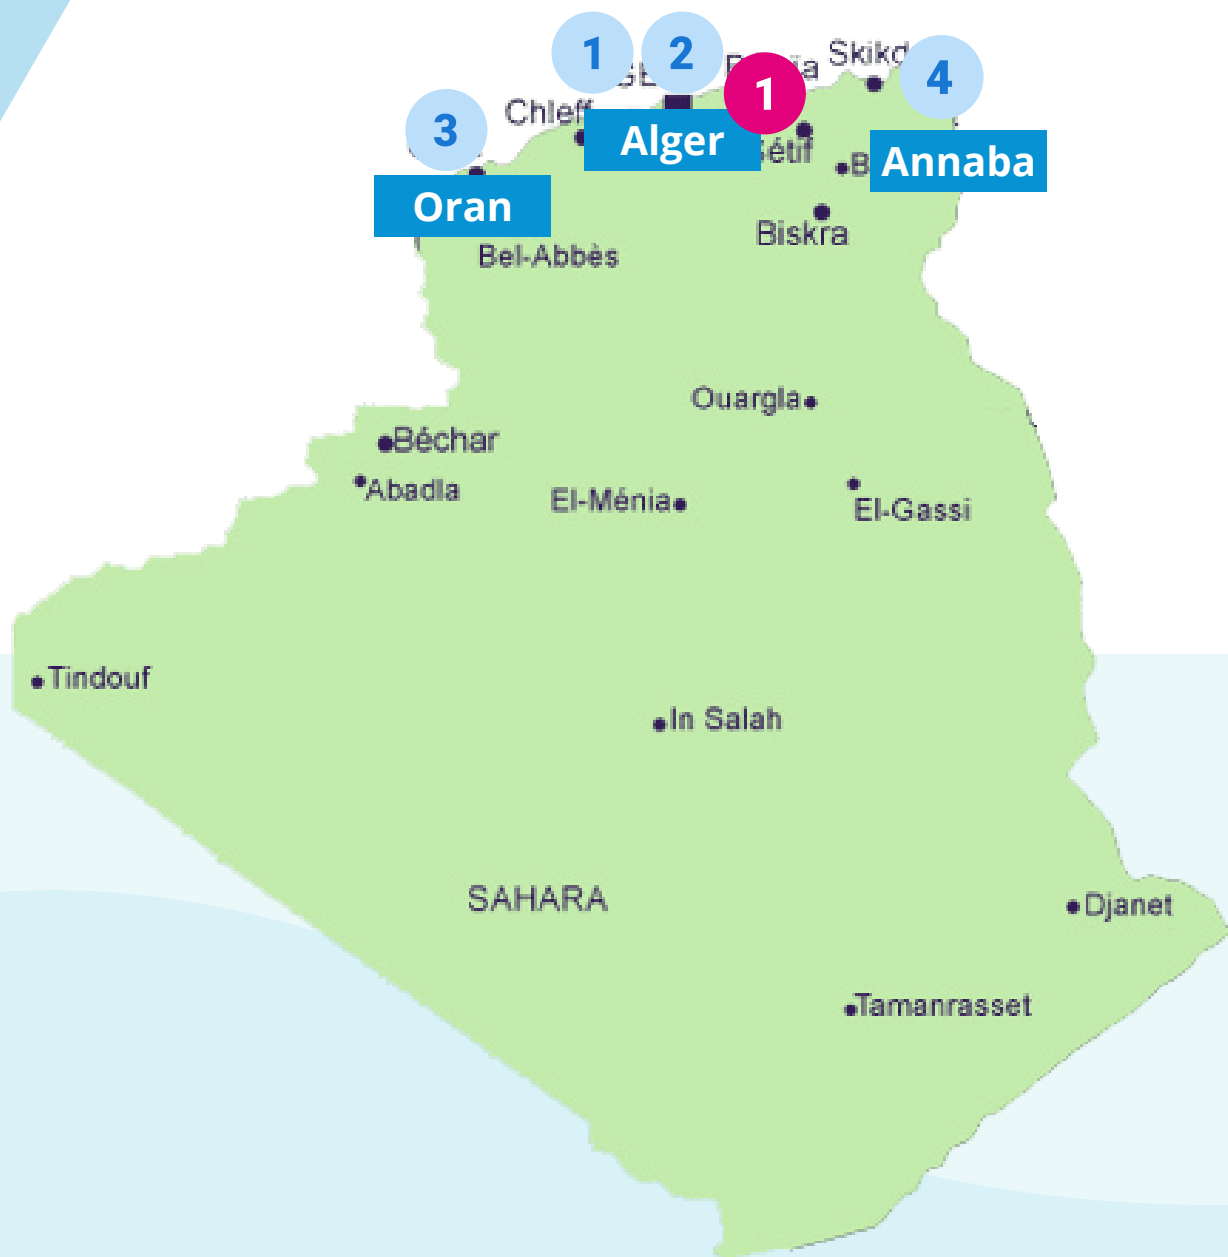 1
2
Skikd
4
1
Chleff
3
Alger
Sétif
Annaba
Oran
Biskra
Bel-Abbès
Ouargla
Béchar
Abadla
El-Ménia
El-Gassi
Tindouf
In Salah
SAHARA
Djanet
Tamanrasset